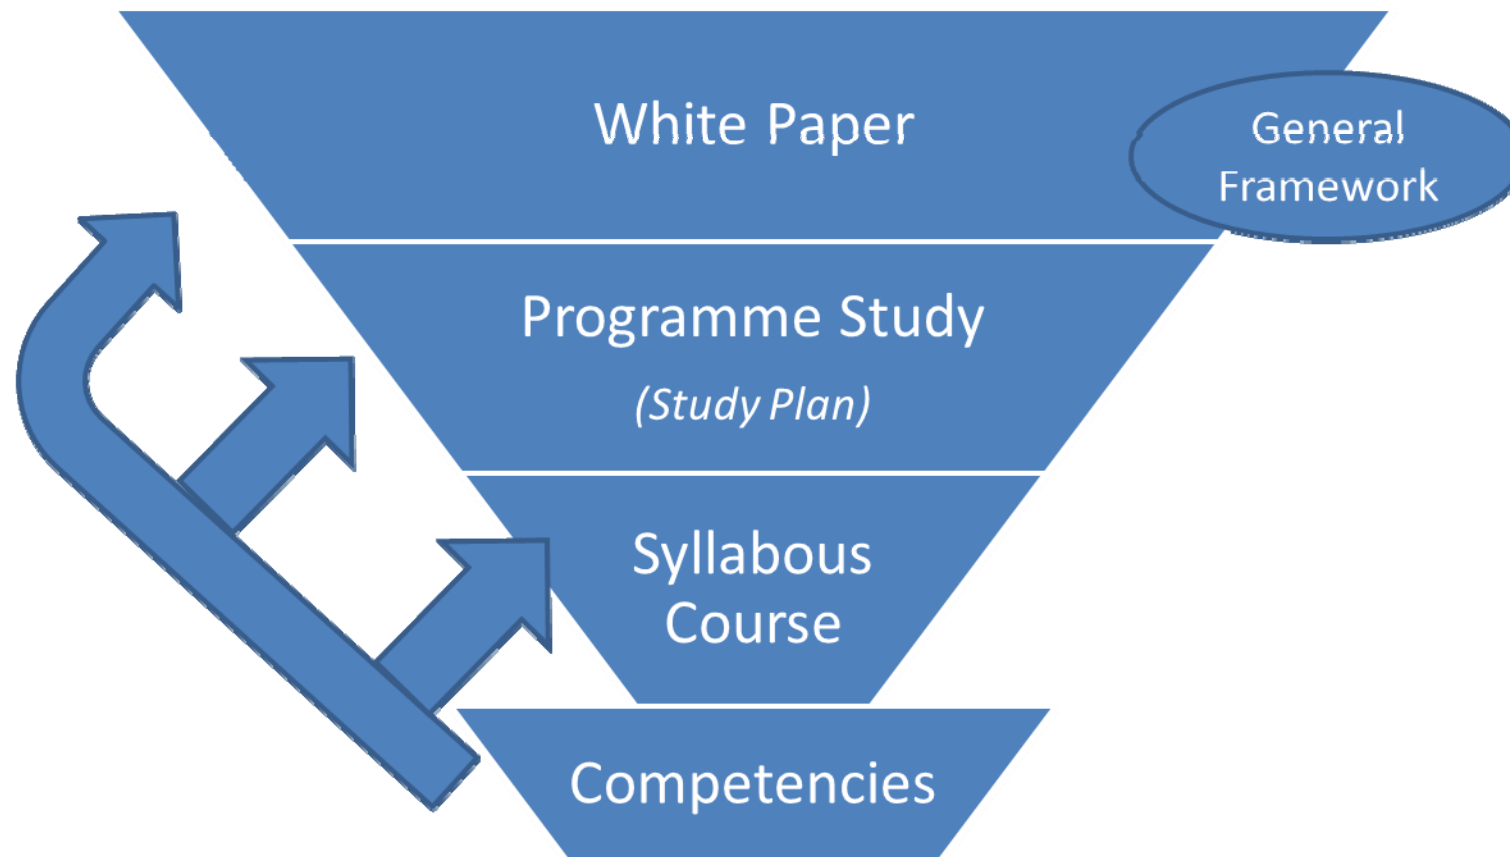 White Paper
General
Framework
Programme Study
(Study Plan)
Syllabous
Course
Competencies